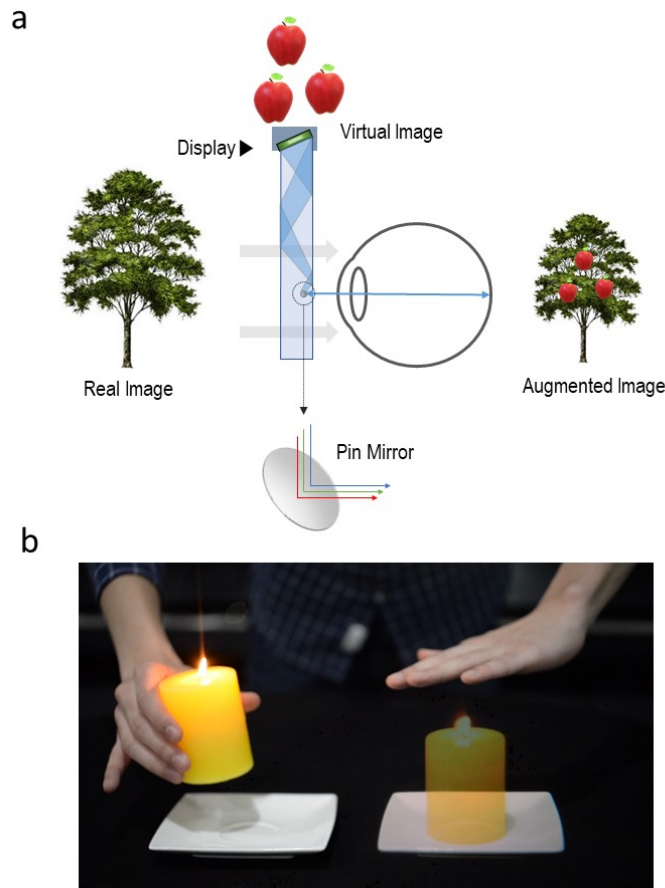 a
Virtual Image
Display
Real Image
Augmented Image
Pin Mirror
b